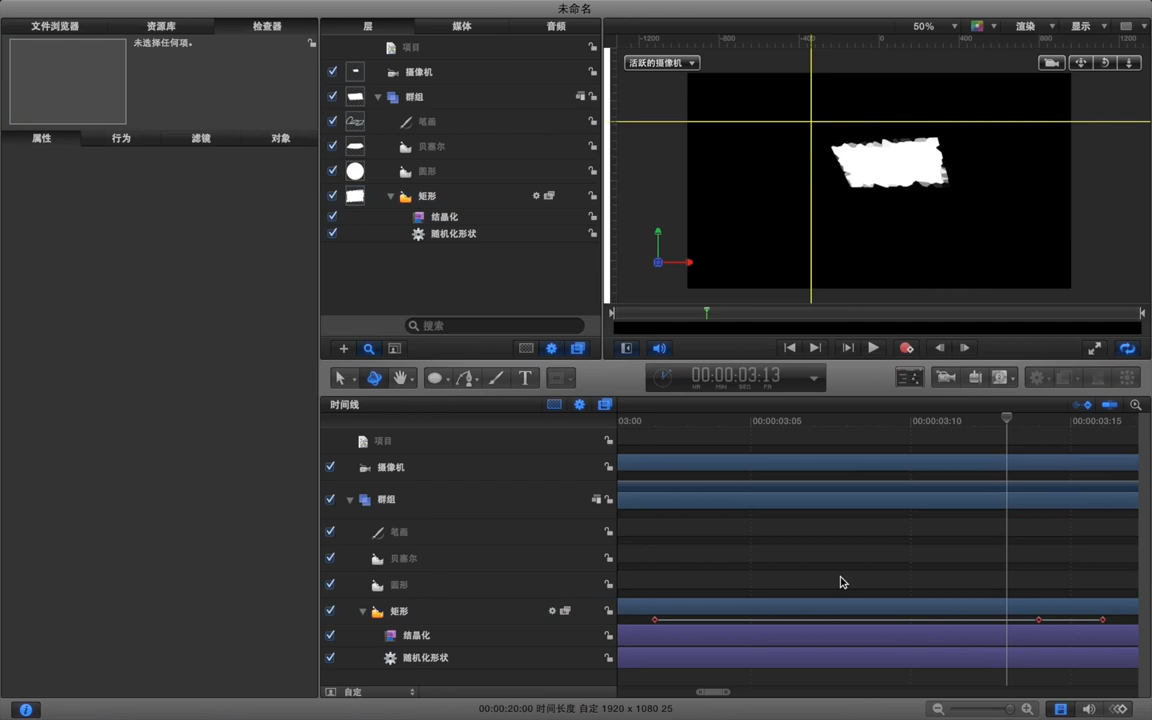 未命名
文件浏览器 资源库 检查器
层 媒体 音频
50% 渲染 显示
未选择任何项。
-1200 -800 -400 0 400 800 1200
活跃的摄像机
属性 行为 滤镜 对象
项目
摄像机
群组
笔画
贝塞尔
圆形
矩形
结晶化
随机化形状
搜索
T
00:00:03:13
HR MIN SEC FR
时间线
03:00 00:00:03:05 00:00:03:10 00:00:03:15
项目
摄像机
群组
笔画
贝塞尔
圆形
矩形
结晶化
随机化形状
自定
00:00:20:00 时间长度 自定 1920 x 1080 25